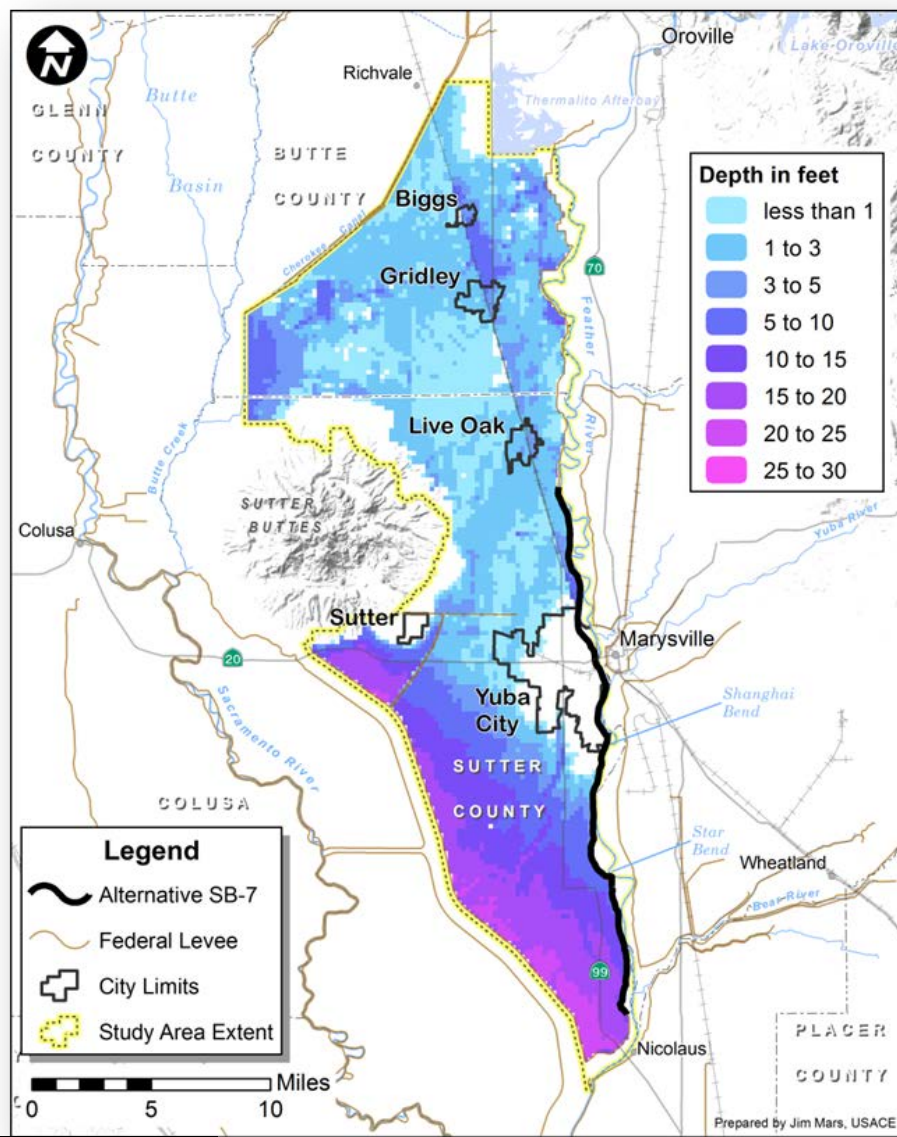 N
Oroville
Lake Oroville
Richvale
Thermalito Afterbay
GLENN
COUNTY
Butte
Basin
BUTTE
COUNTY
Depth in feet
less than 1
1 to 3
3 to 5
5 to 10
10 to 15
15 to 20
20 to 25
25 to 30
Biggs
Cherokee Canal
Gridley
70
Feather
River
Live Oak
Butte Creek
SUTTER
BUTTES
Colusa
Yuba River
Sutter
Marysville
20
Yuba
City
Shanghai
Bend
Sacramento River
SUTTER
COUNTY
COLUSA
Star
Bend
Wheatland
Bear River
99
Nicolaus
PLACER
COUNTY
Legend
Alternative SB-7
Federal Levee
City Limits
Study Area Extent
Miles
0 5 10
Prepared by Jim Mars, USACE